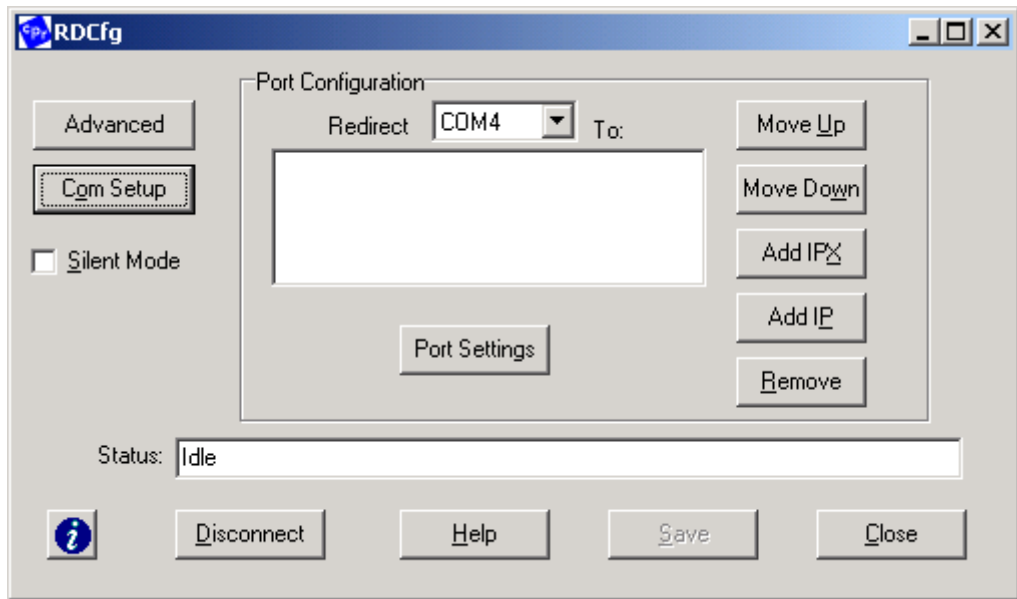 cpr RDCfg
Port Configuration
Advanced
Redirect COM4 To:
Move Up
Com Setup
Move Down
Silent Mode
Add IPX
Add IP
Port Settings
Remove
Status: Idle
i Disconnect Help Save Close